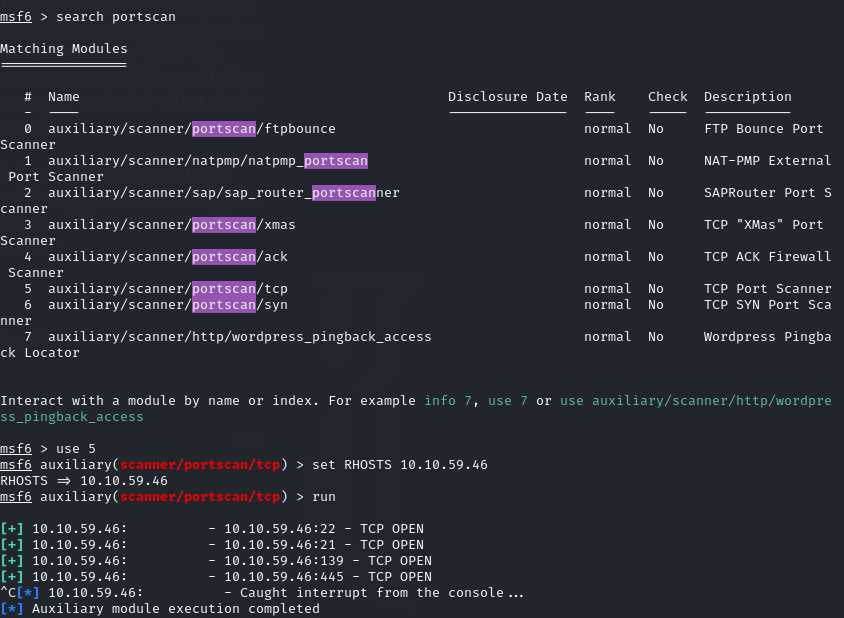 msf6 > search portscan
Matching Modules
================
# Name Disclosure Date Rank Check Description
- ---- --------------- ---- ----- -----------
0 auxiliary/scanner/portscan/ftpbounce normal No FTP Bounce Port
Scanner
1 auxiliary/scanner/natpmp/natpmp_portscan normal No NAT-PMP External
Port Scanner
2 auxiliary/scanner/sap/sap_router_portscanner normal No SAPRouter Port S
canner
3 auxiliary/scanner/portscan/xmas normal No TCP "XMas" Port
Scanner
4 auxiliary/scanner/portscan/ack normal No TCP ACK Firewall
Scanner
5 auxiliary/scanner/portscan/tcp normal No TCP Port Scanner
6 auxiliary/scanner/portscan/syn normal No TCP SYN Port Sca
nner
7 auxiliary/scanner/http/wordpress_pingback_access normal No Wordpress Pingba
ck Locator
Interact with a module by name or index. For example info 7, use 7 or use auxiliary/scanner/http/wordpre
ss_pingback_access
msf6 > use 5
msf6 auxiliary(scanner/portscan/tcp) > set RHOSTS 10.10.59.46
RHOSTS => 10.10.59.46
msf6 auxiliary(scanner/portscan/tcp) > run
[+] 10.10.59.46: - 10.10.59.46:22 - TCP OPEN
[+] 10.10.59.46: - 10.10.59.46:21 - TCP OPEN
[+] 10.10.59.46: - 10.10.59.46:139 - TCP OPEN
[+] 10.10.59.46: - 10.10.59.46:445 - TCP OPEN
^C[*] 10.10.59.46: - Caught interrupt from the console...
[*] Auxiliary module execution completed